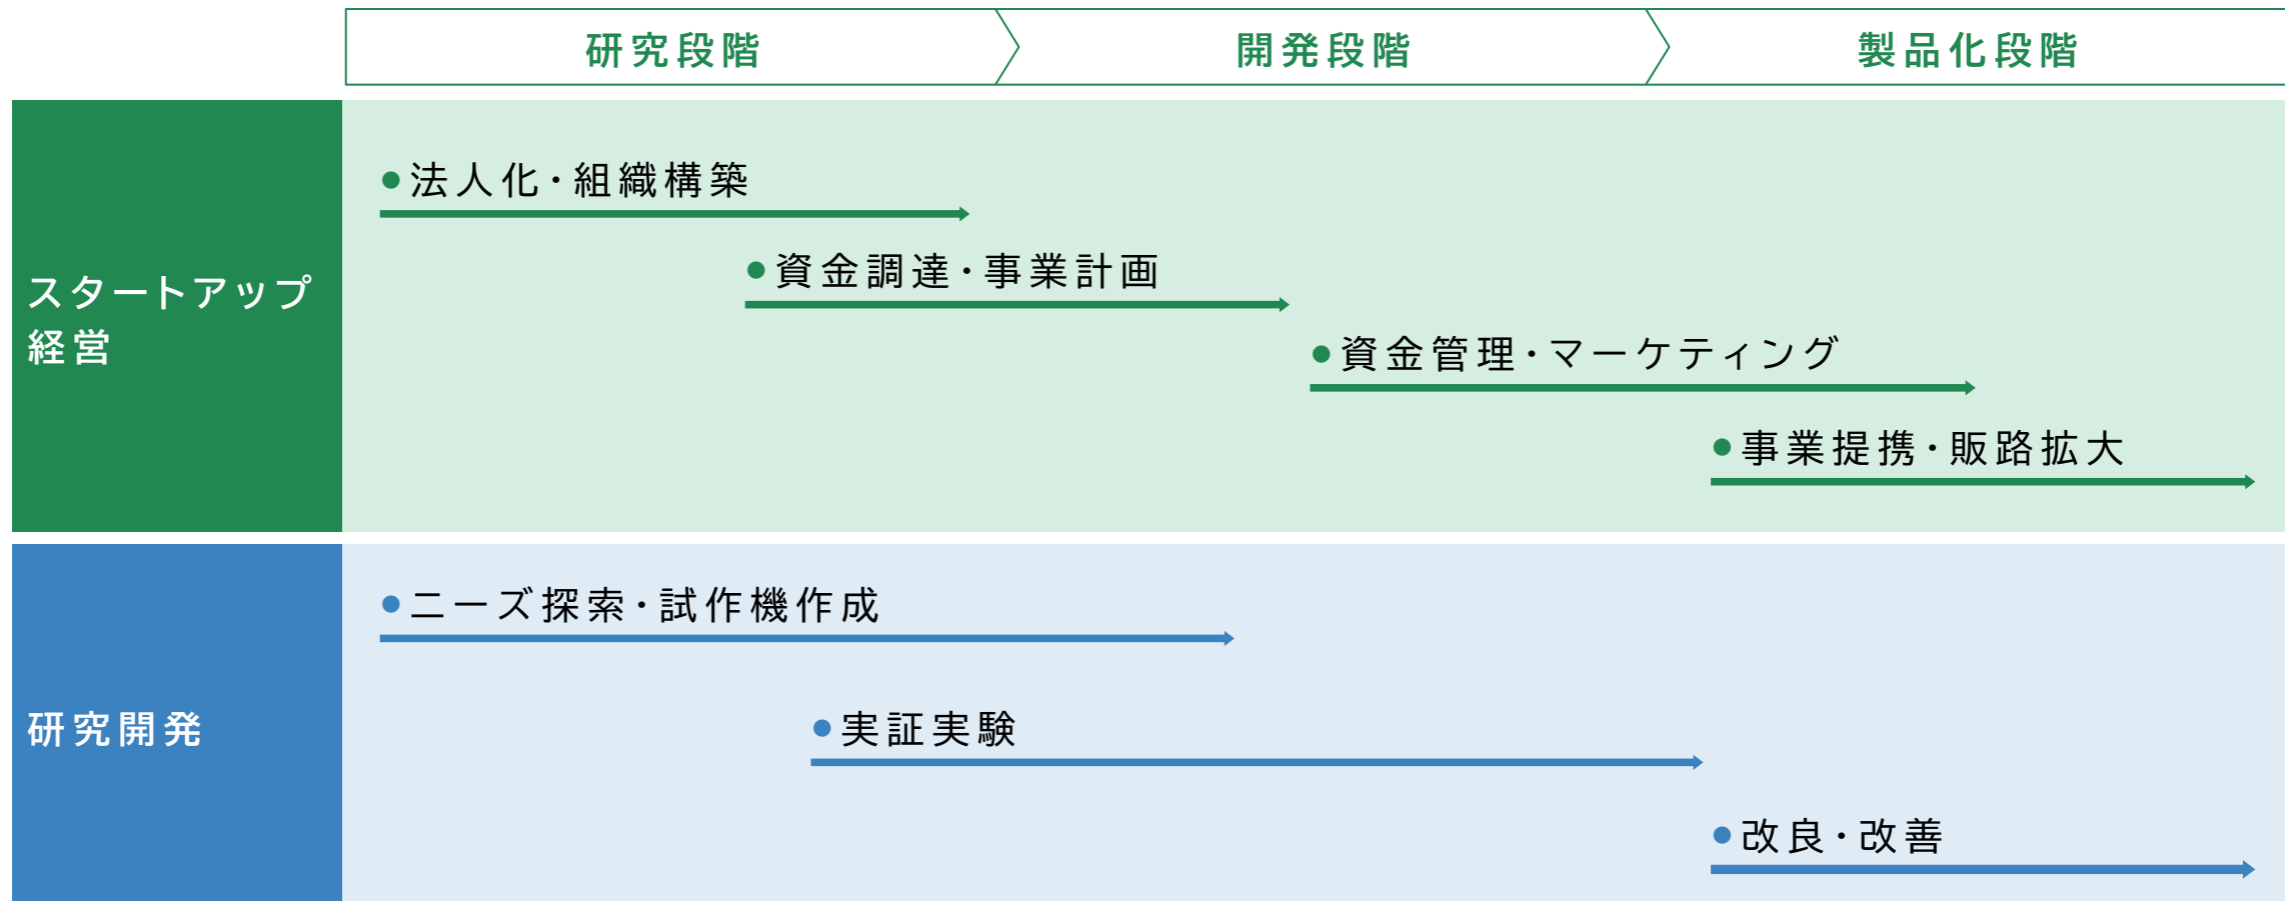 研究段階
開発段階
製品化段階
スタートアップ
経営
●法人化・組織構築
●資金調達・事業計画
●資金管理・マーケティング
●事業提携・販路拡大
研究開発
●ニーズ探索・試作機作成
●実証実験
●改良・改善